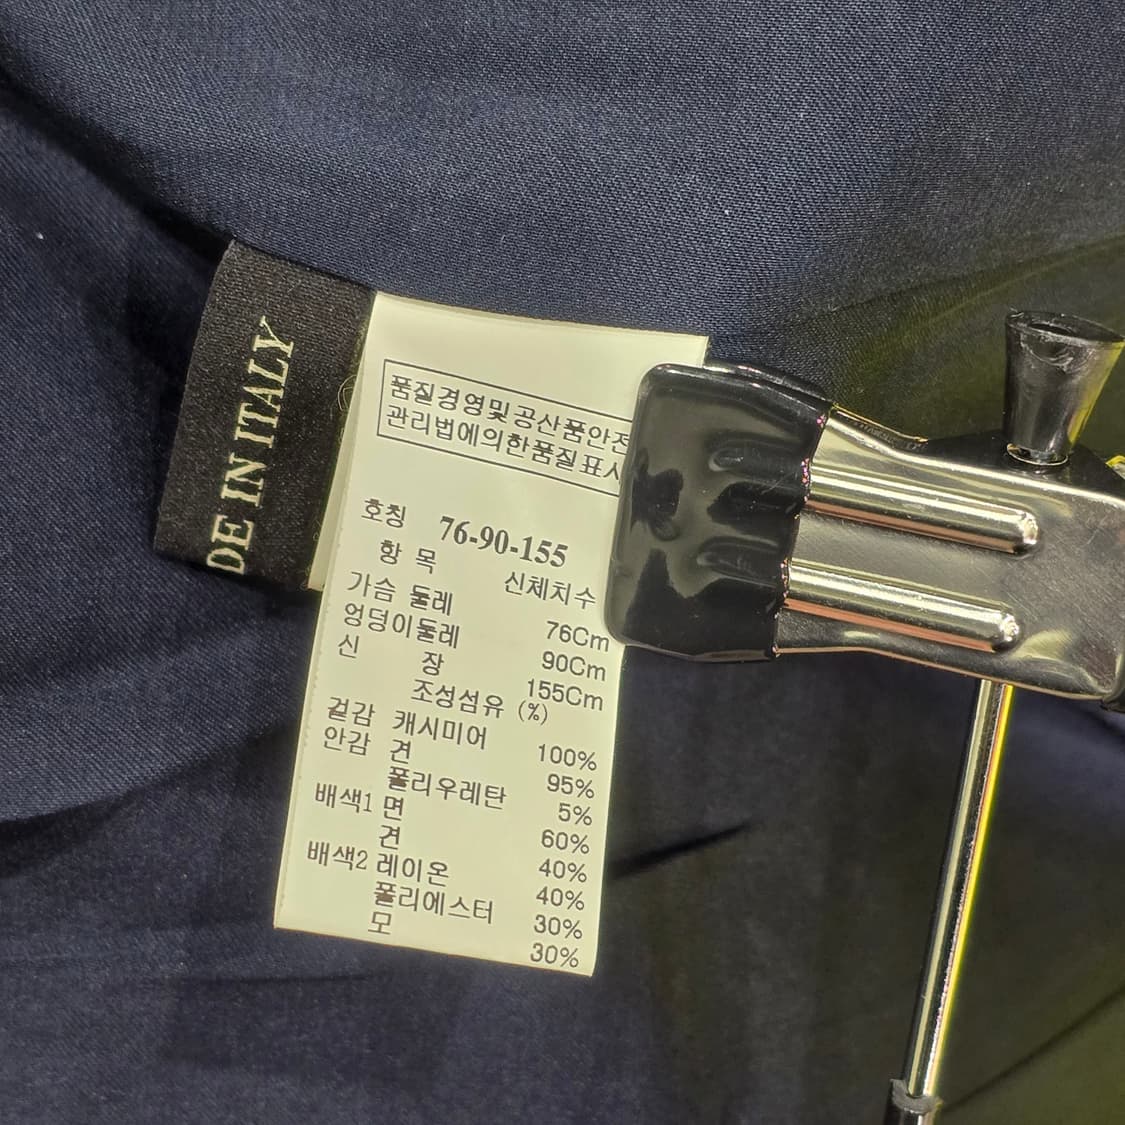 DE IN ITALY
품질경영및공산품안전
관리법에의한품질표시
호칭 76-90-155
항 목 신체치수
가슴 둘레 76Cm
엉덩이둘레 90Cm
신 장 155Cm
조성섬유 (%)
겉감 캐시미어 100%
안감 견 95%
폴리우레탄 5%
배색1 면 60%
견 40%
배색2 레이온 40%
폴리에스터 30%
모 30%